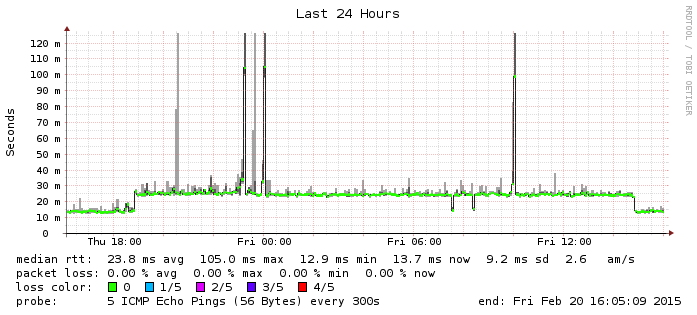 Last 24 Hours
RRDTOOL / TOBI OETIKER
Seconds
120 m
110 m
100 m
90 m
80 m
70 m
60 m
50 m
40 m
30 m
20 m
10 m
0
Thu 18:00 Fri 00:00 Fri 06:00 Fri 12:00
median rtt: 23.8 ms avg 105.0 ms max 12.9 ms min 13.7 ms now 9.2 ms sd 2.6 am/s
packet loss: 0.00 % avg 0.00 % max 0.00 % min 0.00 % now
loss color: 0 1/5 2/5 3/5 4/5
probe: 5 ICMP Echo Pings (56 Bytes) every 300s end: Fri Feb 20 16:05:09 2015